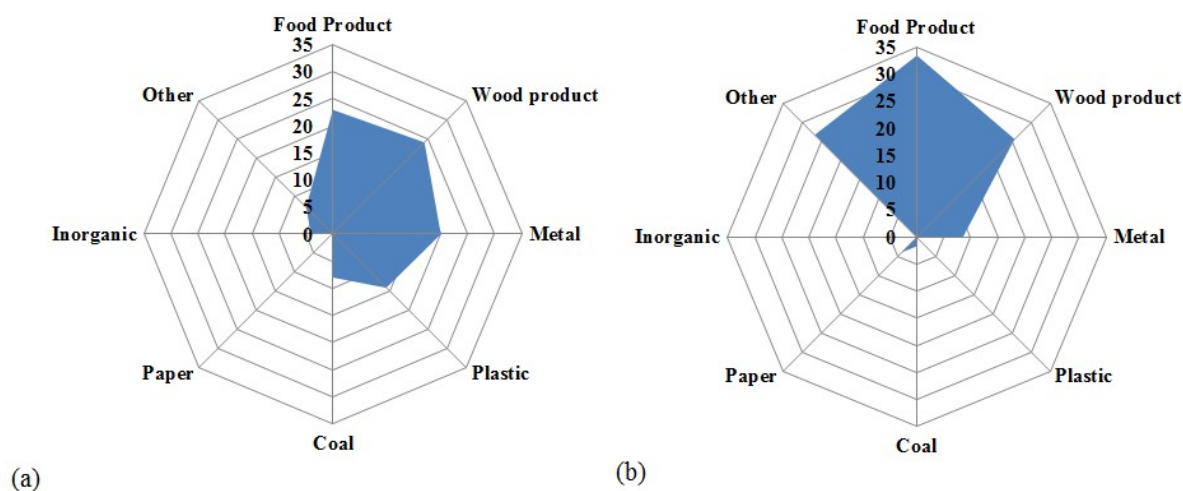 Food Product
35
30
25
20
15
10
5
0
Wood product
Metal
Plastic
Coal
Paper
Inorganic
Other
(a)
Food Product
35
30
25
20
15
10
5
0
Wood product
Metal
Plastic
Coal
Paper
Inorganic
Other
(b)